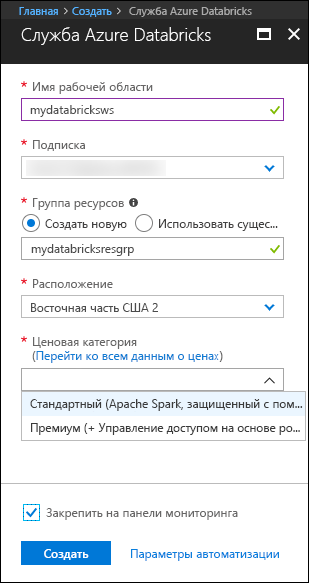 Главная > Создать > Служба Azure Databricks
Служба Azure Databricks
* Имя рабочей области
mydatabricksws
* Подписка
* Группа ресурсов
Создать новую Использовать сущес...
mydatabricksresgrp
* Расположение
Восточная часть США 2
* Ценовая категория
(Перейти ко всем данным о ценах)
Стандартный (Apache Spark, защищенный с пом...
Премиум (+ Управление доступом на основе ро...
Закрепить на панели мониторинга
Создать Параметры автоматизации